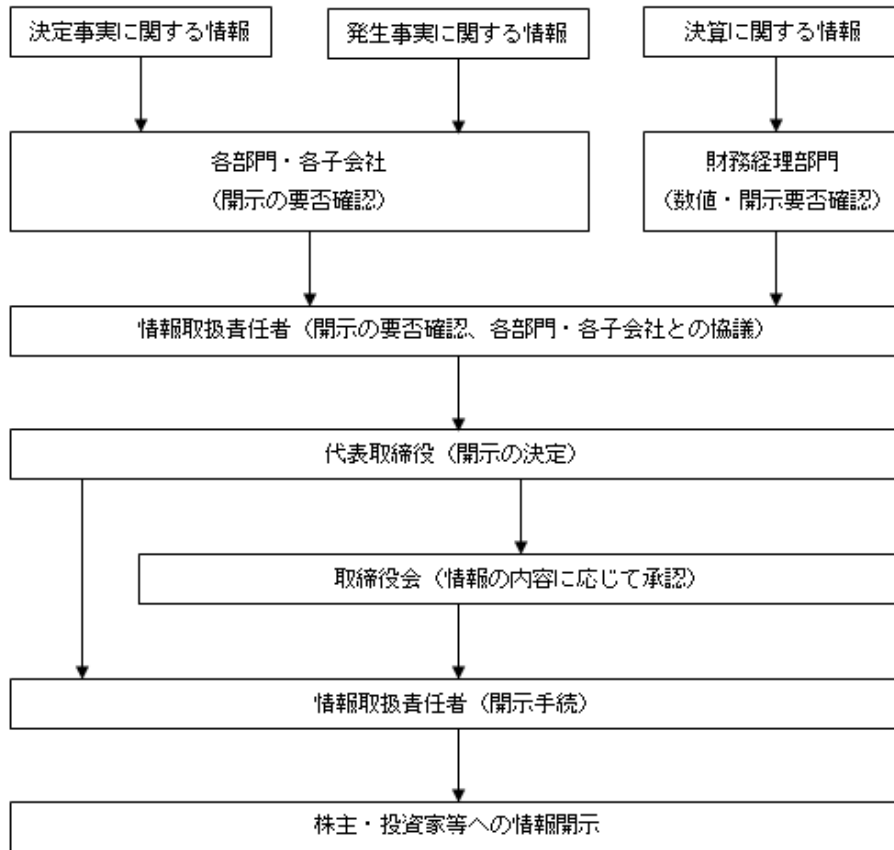 決定事実に関する情報
発生事実に関する情報
決算に関する情報
各部門・各子会社
(開示の要否確認)
財務経理部門
(数値・開示要否確認)
情報取扱責任者(開示の要否確認、各部門・各子会社との協議)
代表取締役(開示の決定)
取締役会(情報の内容に応じて承認)
情報取扱責任者(開示手続)
株主・投資家等への情報開示